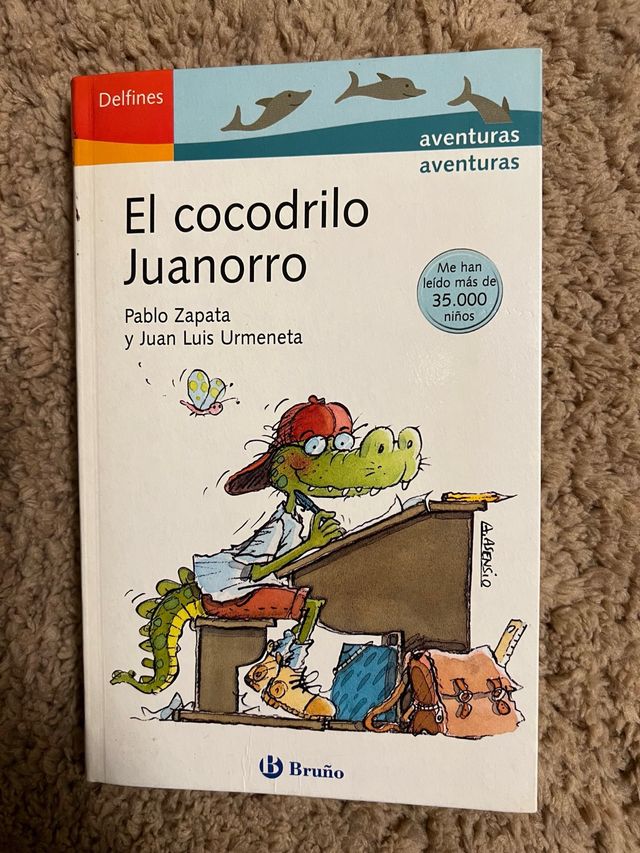 Delfines
aventuras
aventuras
El cocodrilo
Juanorro
Pablo Zapata
y Juan Luis Urmeneta
Me han
leído más de
35.000
niños
A. ASENSIO
B Bruño